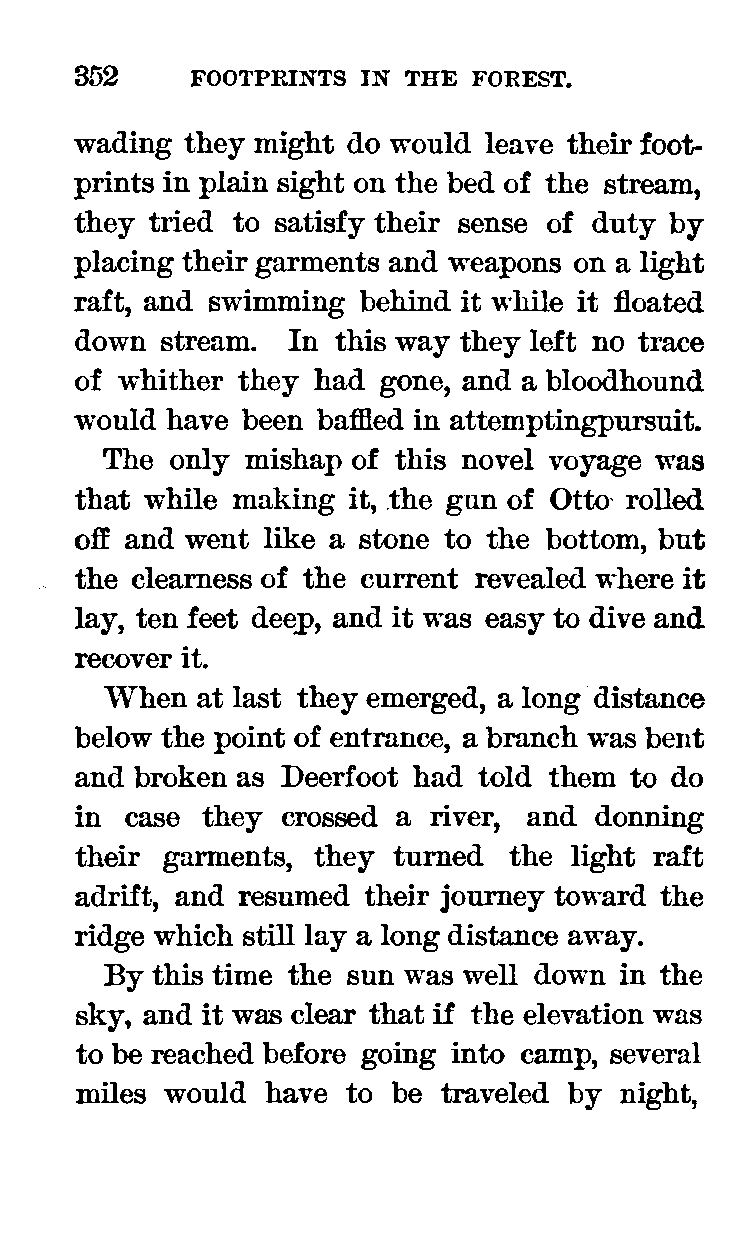 352 FOOTPRINTS IN THE FOREST.
wading they might do would leave their foot-
prints in plain sight on the bed of the stream,
they tried to satisfy their sense of duty by
placing their garments and weapons on a light
raft, and swimming behind it while it floated
down stream. In this way they left no trace
of whither they had gone, and a bloodhound
would have been baffled in attemptingpursuit.
The only mishap of this novel voyage was
that while making it, the gun of Otto rolled
off and went like a stone to the bottom, but
the clearness of the current revealed where it
lay, ten feet deep, and it was easy to dive and
recover it.
When at last they emerged, a long distance
below the point of entrance, a branch was bent
and broken as Deerfoot had told them to do
in case they crossed a river, and donning
their garments, they turned the light raft
adrift, and resumed their journey toward the
ridge which still lay a long distance away.
By this time the sun was well down in the
sky, and it was clear that if the elevation was
to be reached before going into camp, several
miles would have to be traveled by night,